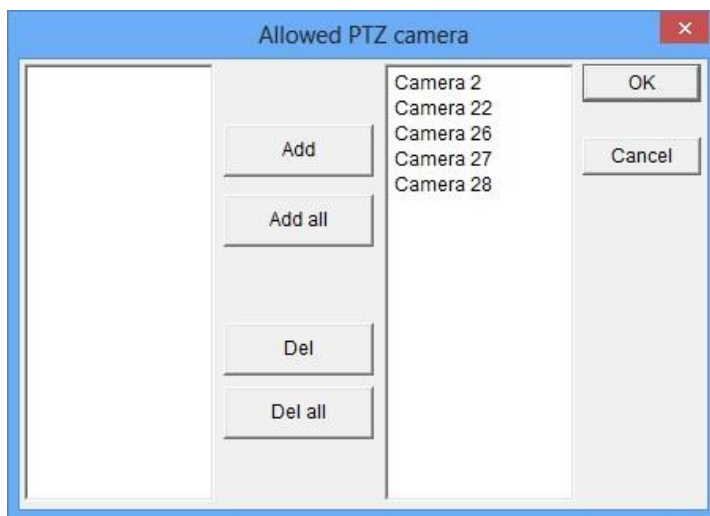 Allowed PTZ camera
Add
Add all
Del
Del all
Camera 2
Camera 22
Camera 26
Camera 27
Camera 28
OK
Cancel